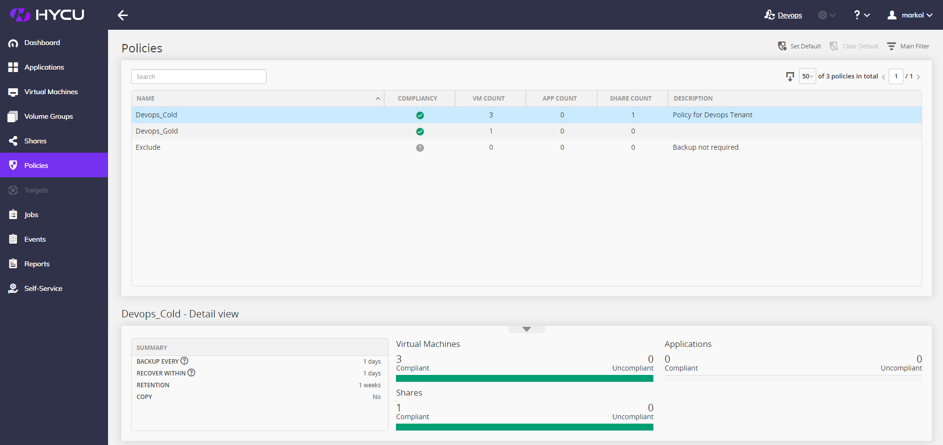 HYCU
Devops
?
markol
Dashboard
Applications
Virtual Machines
Volume Groups
Shares
Policies
Targets
Jobs
Events
Reports
Self-Service
Policies
Set Default
Clear Default
Main Filter
Search
50 of 3 policies in total < 1 / 1 >
NAME COMPLIANCY VM COUNT APP COUNT SHARE COUNT DESCRIPTION
Devops_Cold 3 0 1 Policy for Devops Tenant
Devops_Gold 1 0 0
Exclude ? 0 0 0 Backup not required.
Devops_Cold - Detail view
SUMMARY
BACKUP EVERY ? 1 days
RECOVER WITHIN ? 1 days
RETENTION 1 weeks
COPY No
Virtual Machines
3 0
Compliant Uncompliant
Shares
1 0
Compliant Uncompliant
Applications
0 0
Compliant Uncompliant